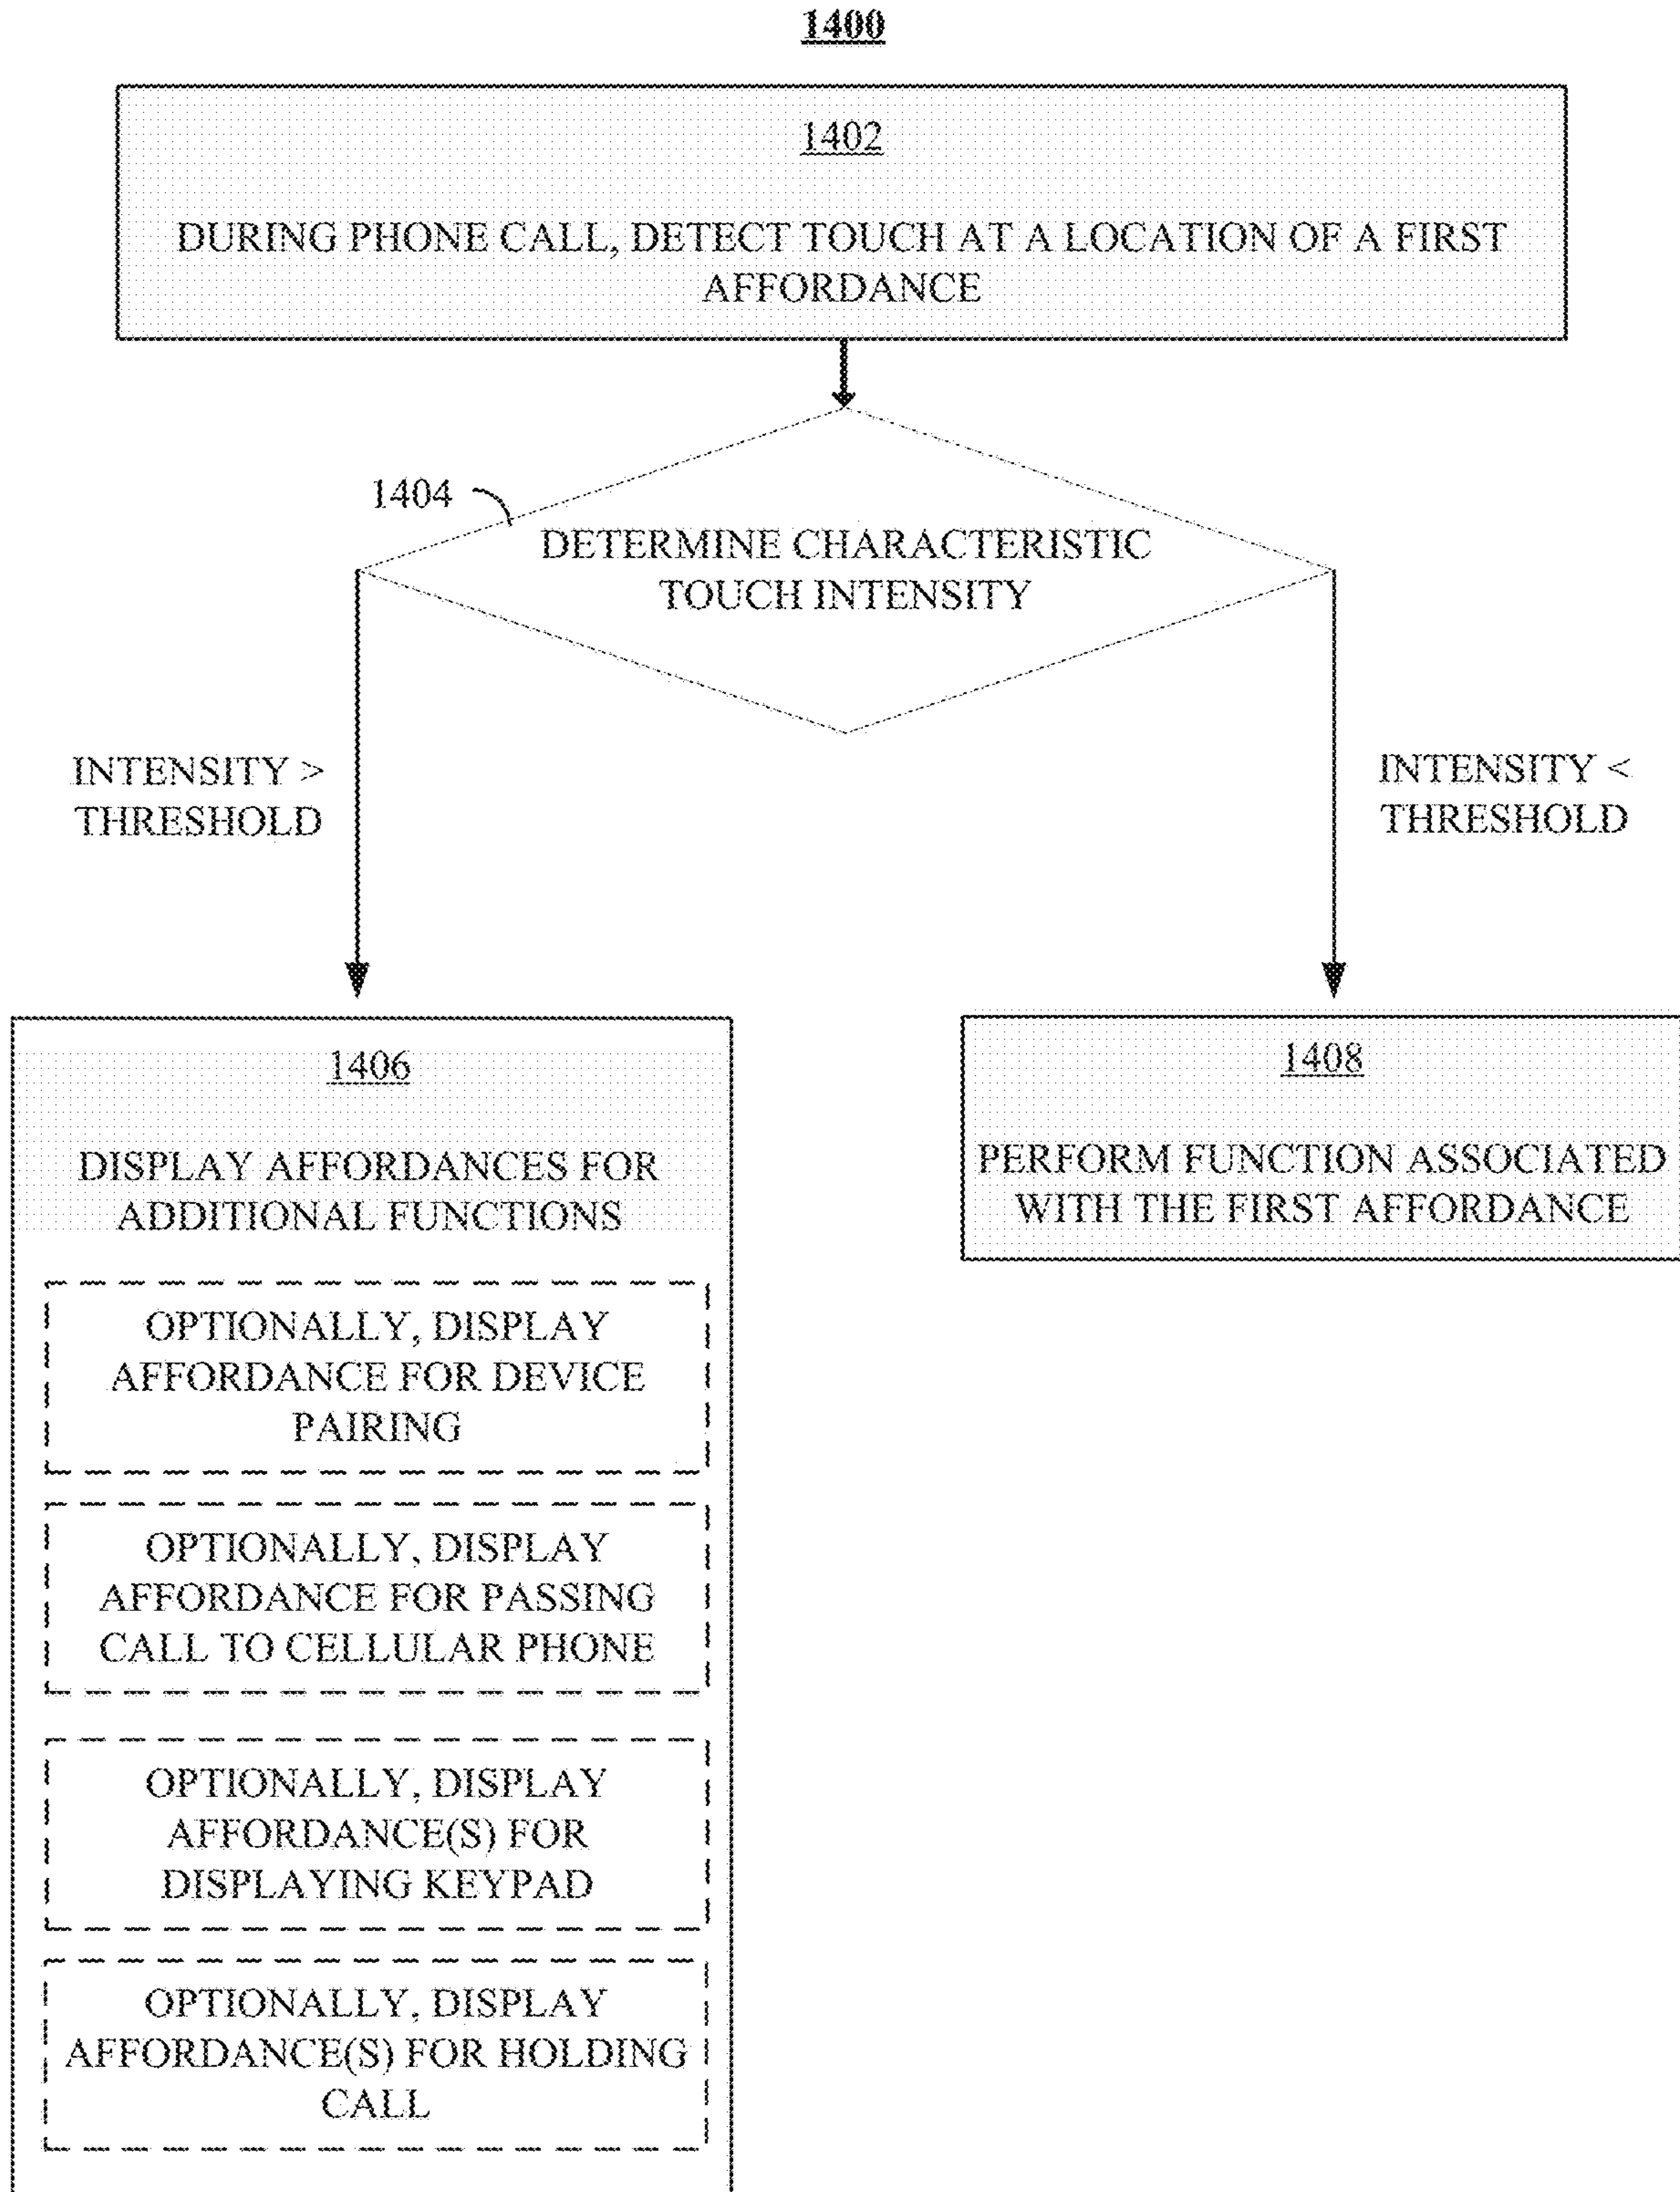 1400
1402
DURING PHONE CALL, DETECT TOUCH AT A LOCATION OF A FIRST
AFFORDANCE
1404
DETERMINE CHARACTERISTIC
TOUCH INTENSITY
INTENSITY >
THRESHOLD
INTENSITY <
THRESHOLD
1406
DISPLAY AFFORDANCES FOR
ADDITIONAL FUNCTIONS
OPTIONALLY, DISPLAY
AFFORDANCE FOR DEVICE
PAIRING
OPTIONALLY, DISPLAY
AFFORDANCE FOR PASSING
CALL TO CELLULAR PHONE
OPTIONALLY, DISPLAY
AFFORDANCE(S) FOR
DISPLAYING KEYPAD
OPTIONALLY, DISPLAY
AFFORDANCE(S) FOR HOLDING
CALL
1408
PERFORM FUNCTION ASSOCIATED
WITH THE FIRST AFFORDANCE